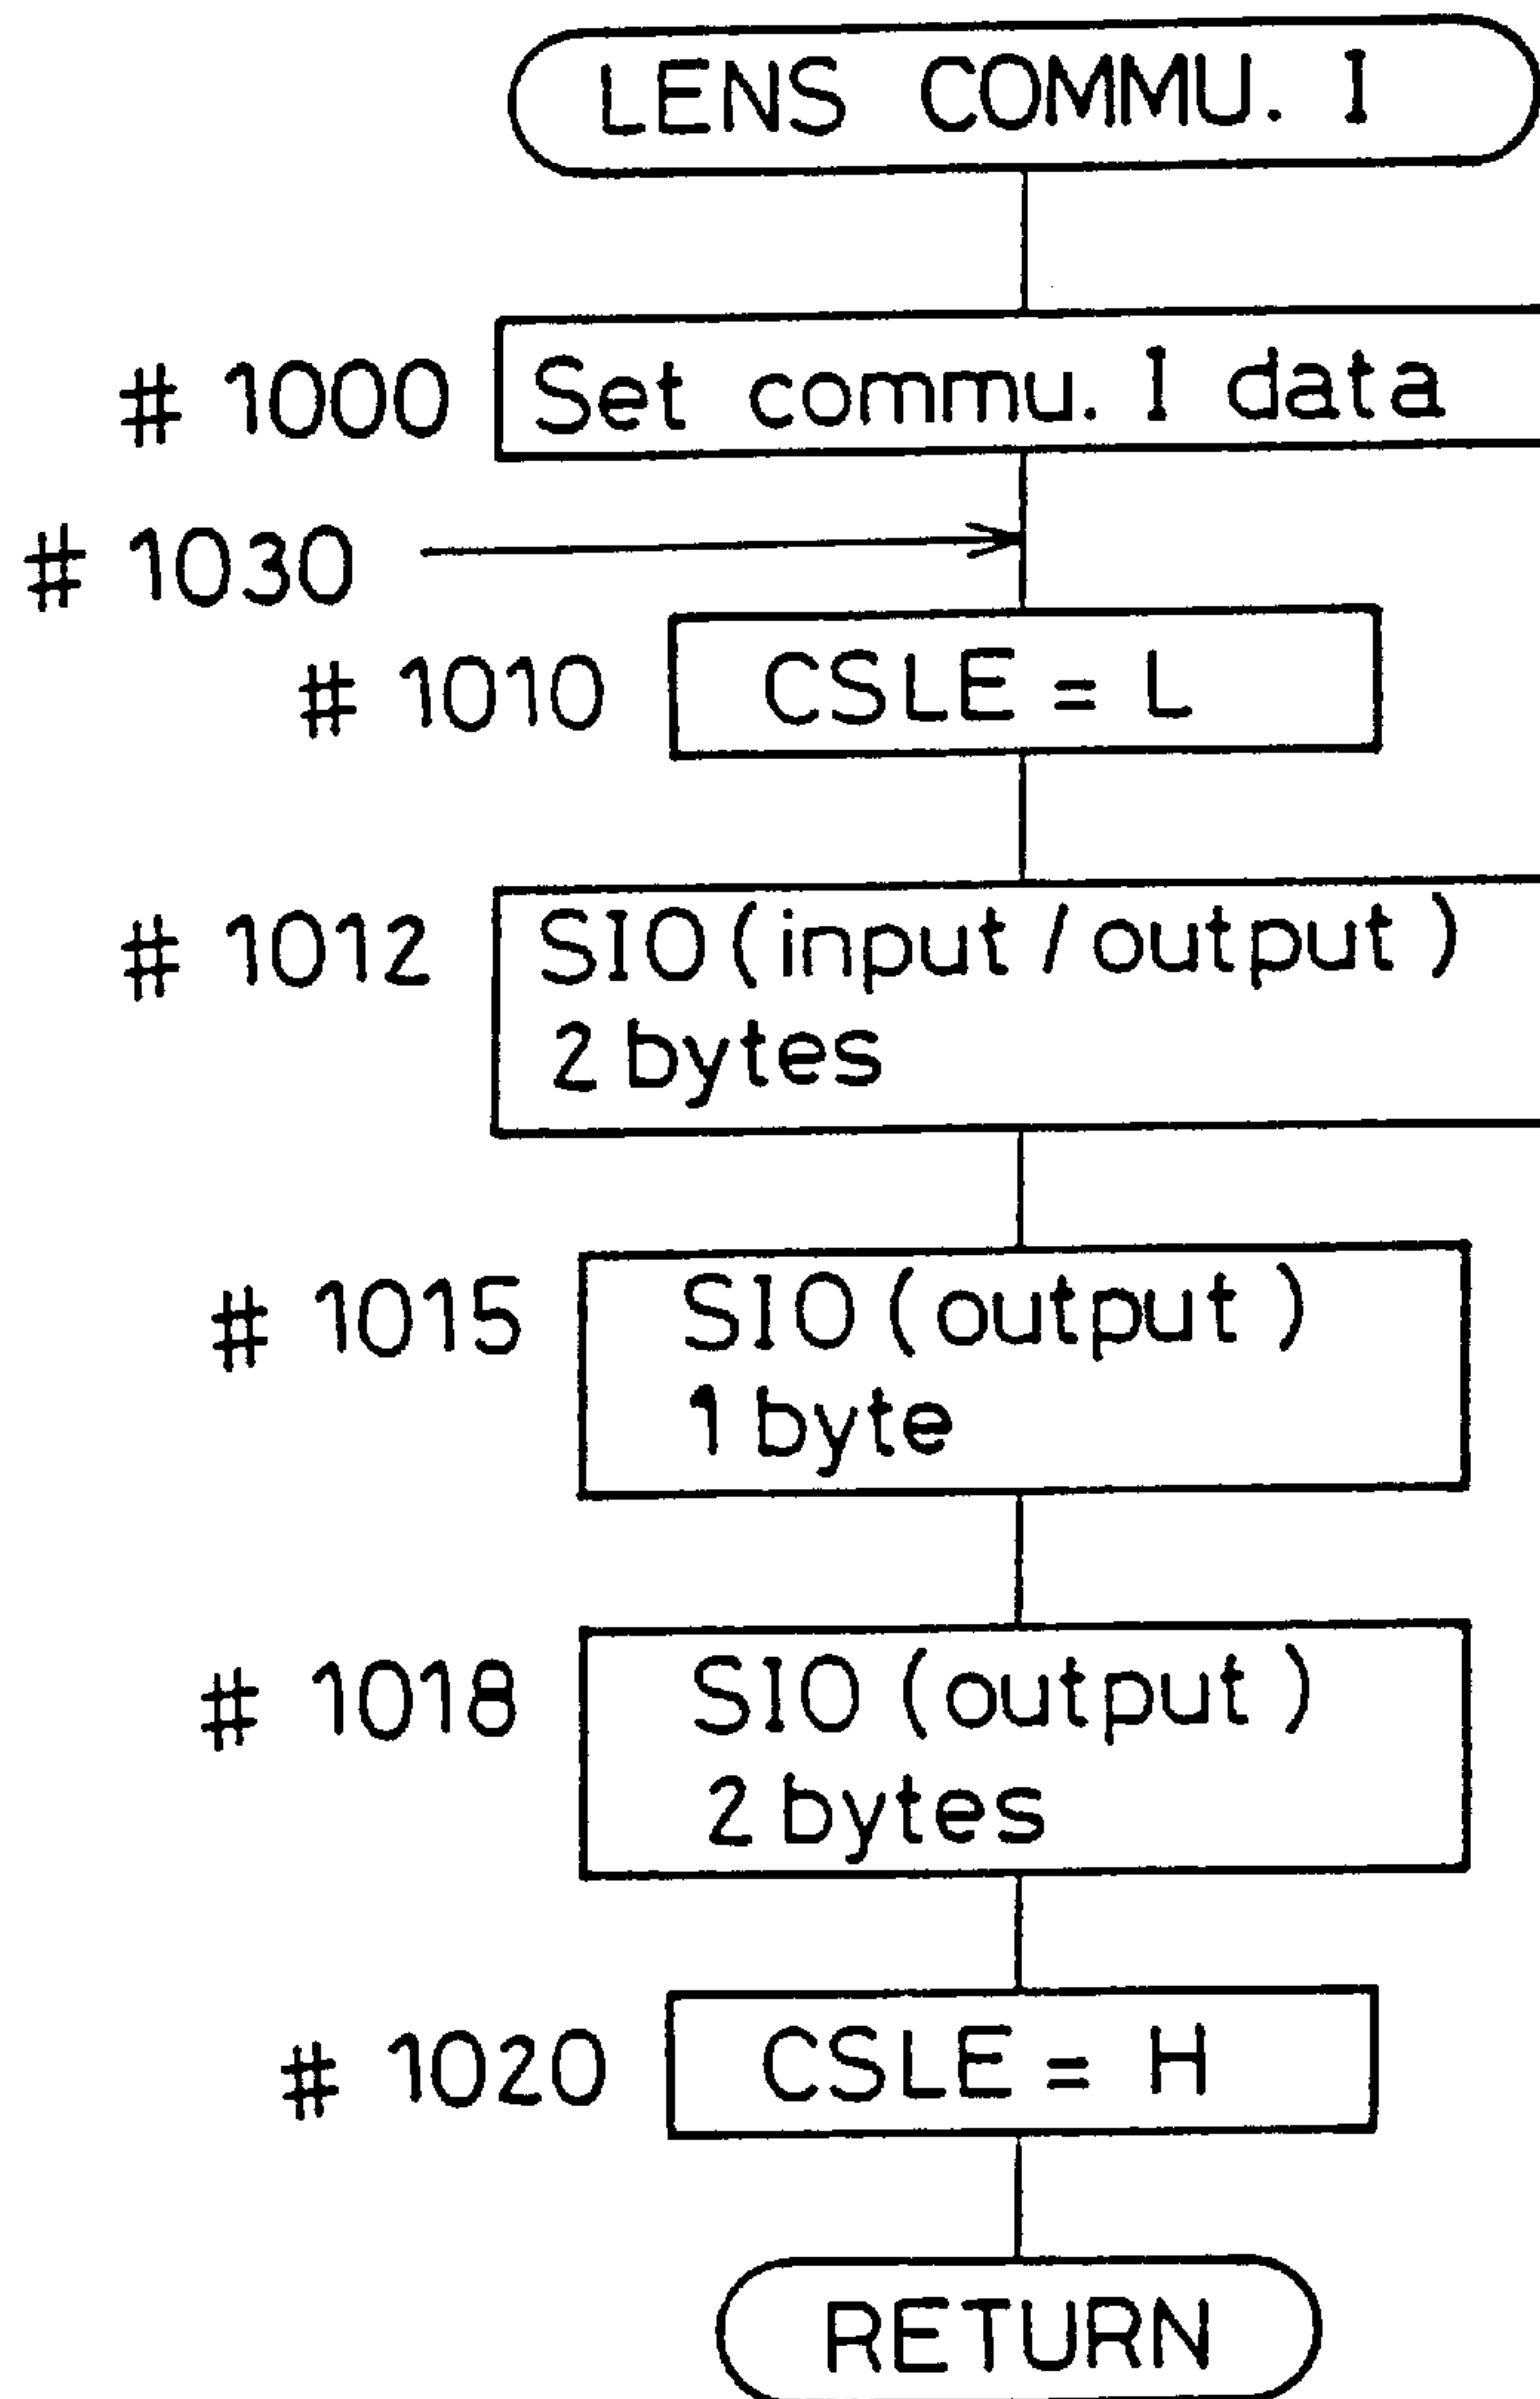 LENS COMMU. I
# 1000 Set commu. I data
# 1030
# 1010 CSLE = L
# 1012 SIO (input / output)
2 bytes
# 1015 SIO (output)
1 byte
# 1018 SIO (output)
2 bytes
# 1020 CSLE = H
RETURN